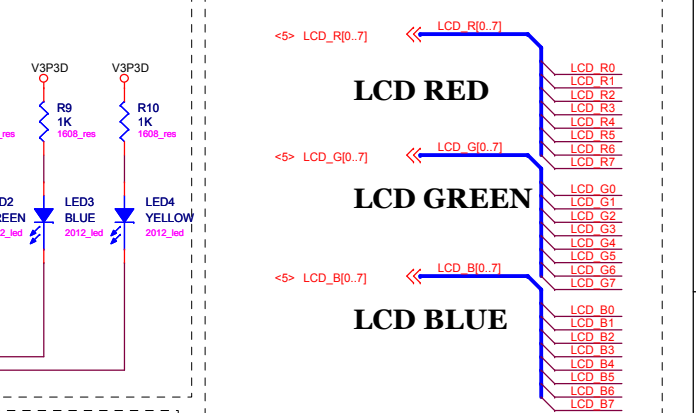 V3P3D
V3P3D
R9
1K
1608_res
R10
1K
1608_res
_res
LED3
BLUE
2012_led
LED4
YELLOW
2012_led
<5> LCD_R[0..7]
LCD_R[0..7]
LCD RED
LCD_R0
LCD_R1
LCD_R2
LCD_R3
LCD_R4
LCD_R5
LCD_R6
LCD_R7
<5> LCD_G[0..7]
LCD_G[0..7]
LCD GREEN
LCD_G0
LCD_G1
LCD_G2
LCD_G3
LCD_G4
LCD_G5
LCD_G6
LCD_G7
<5> LCD_B[0..7]
LCD_B[0..7]
LCD BLUE
LCD_B0
LCD_B1
LCD_B2
LCD_B3
LCD_B4
LCD_B5
LCD_B6
LCD_B7